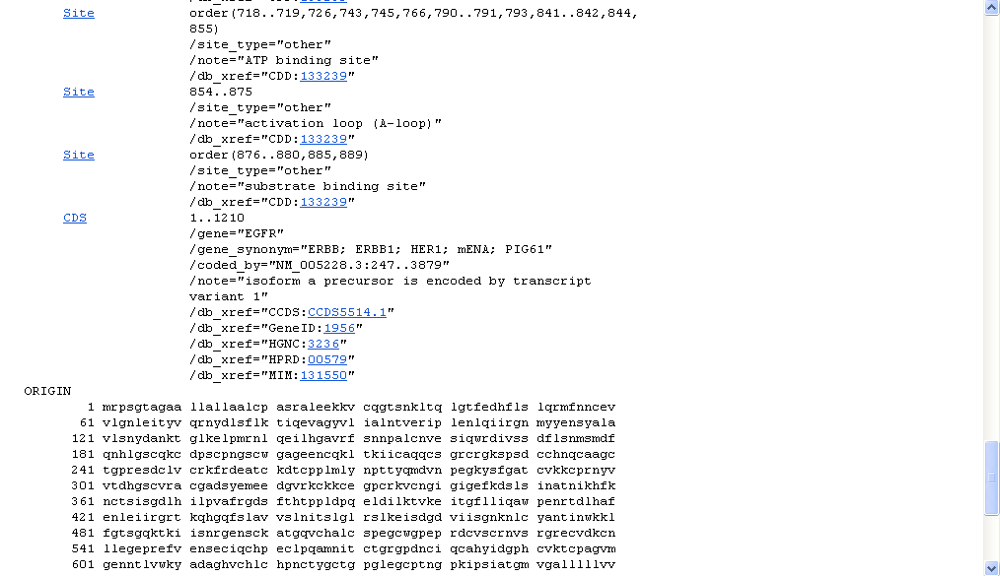 Site order(718..719,726,743,745,766,790..791,793,841..842,844,
855)
/site_type="other"
/note="ATP binding site"
/db_xref="CDD:133239"
Site 854..875
/site_type="other"
/note="activation loop (A-loop)"
/db_xref="CDD:133239"
Site order(876..880,885,889)
/site_type="other"
/note="substrate binding site"
/db_xref="CDD:133239"
CDS 1..1210
/gene="EGFR"
/gene_synonym="ERBB; ERBB1; HER1; mENA; PIG61"
/coded_by="NM_005228.3:247..3879"
/note="isoform a precursor is encoded by transcript
variant 1"
/db_xref="CCDS:CCDS5514.1"
/db_xref="GeneID:1956"
/db_xref="HGNC:3236"
/db_xref="HPRD:00579"
/db_xref="MIM:131550"
ORIGIN
1 mrpsgtagaa llallaalcp asraleekkv cqgtsnkltq lgtfedhfls lqrmfnncev
61 vlgnleityv qrnydlsflk tiqevagyvl ialntverip lenlqiirgn myyensyala
121 vlsnydankt glkelpmrnl qeilhgavrf snnpalcnve siqwrdivss dflsnmsmdf
181 qnhlgscqkc dpscpngscw gageencqkl tkiicaqqcs grcrgkspsd cchnqcaagc
241 tgpresdclv crkfrdeatc kdtcpplmly npttyqmdvn pegkysfgat cvkkcprnyv
301 vtdhgscvra cgadsyemee dgvrkckkce gpcrkvcngi gigefkdsls inatnikhfk
361 nctsisgdlh ilpvafrgds fthtppldpq eldilktvke itgflliqaw penrtdlhaf
421 enleiirgrt kqhgqfslav vslnitslgl rslkeisdgd viisgnknlc yantinwkkl
481 fgtsgqktki isnrgensck atgqvchalc spegcwgpep rdcvscrnvs rgrecvdkcn
541 llegeprefv enseciqchp eclpqamnit ctgrgpdnci qcahyidgph cvktcpagvm
601 genntlvwky adaghvchlc hpnctygctg pglegcptng pkipsiatgm vgalllllvv